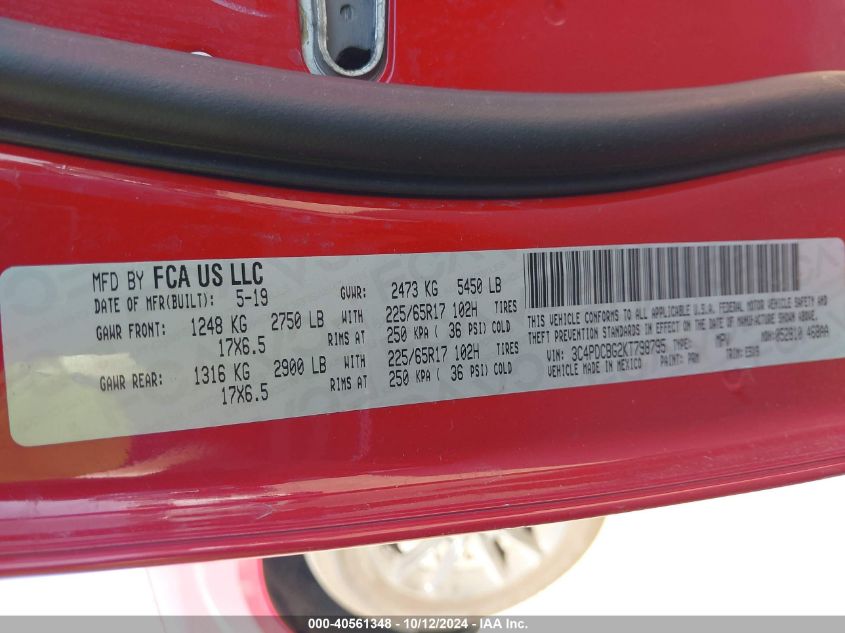 MFD BY FCA US LLC
DATE OF MFR(BUILT): 5-19 GVWR: 2473 KG 5450 LB
GAWR FRONT: 1248 KG 2750 LB WITH 225/65R17 102H TIRES
17X6.5 RIMS AT 250 KPA ( 36 PSI) COLD
GAWR REAR: 1316 KG 2900 LB WITH 225/65R17 102H TIRES
17X6.5 RIMS AT 250 KPA ( 36 PSI) COLD
THIS VEHICLE CONFORMS TO ALL APPLICABLE U.S.A. FEDERAL MOTOR VEHICLE SAFETY AND
THEFT PREVENTION STANDARDS IN EFFECT ON THE DATE OF MANUFACTURE SHOWN ABOVE.
VIN: 3C4PDCBG2KT798795 TYPE: MPV MDH: 052810 460AA
VEHICLE MADE IN MEXICO PAINT: PRM TRIM:
000-40561348 - 10/12/2024 - IAA Inc.